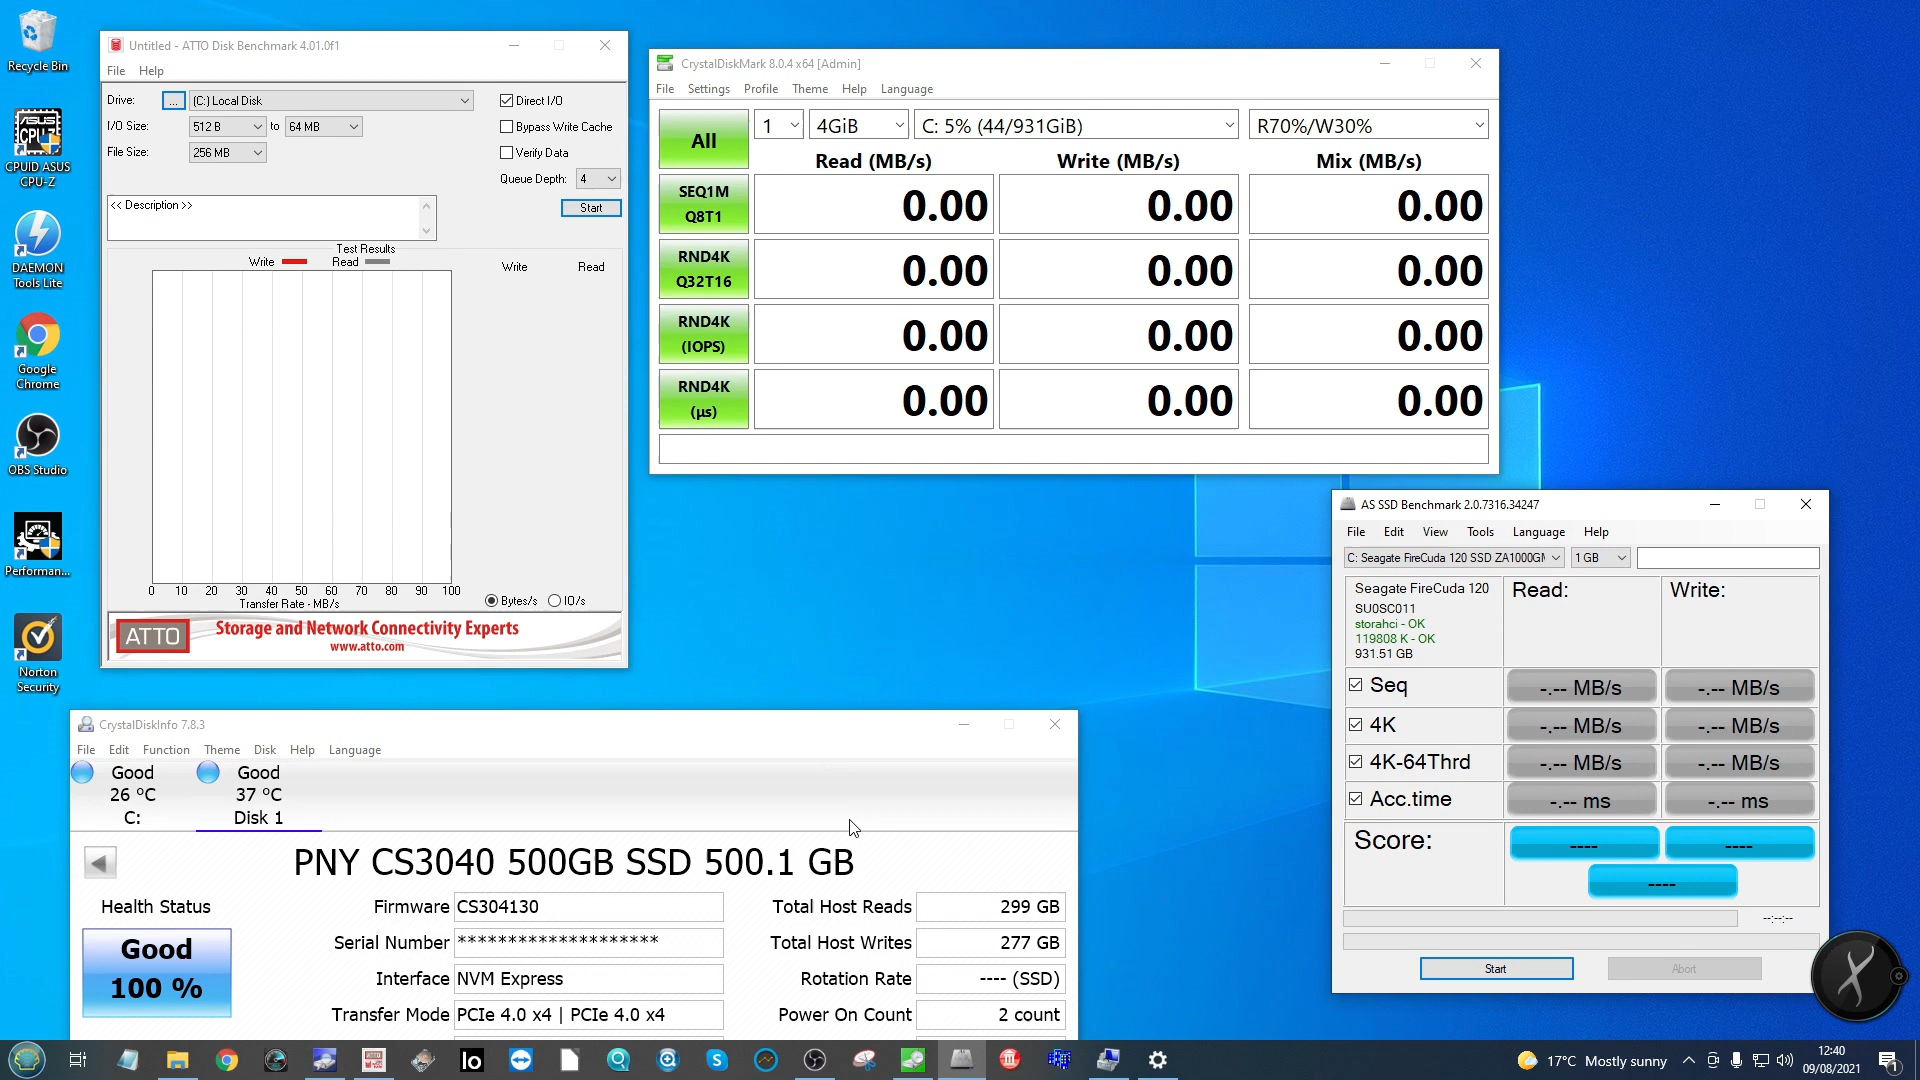 Recycle Bin
CPUID ASUS
CPU-Z
DAEMON
Tools Lite
Google
Chrome
OBS Studio
Performan...
Norton
Security
Untitled - ATTO Disk Benchmark 4.01.0f1
File Help
Drive: ... (C:) Local Disk
I/O Size: 512 B to 64 MB
File Size: 256 MB
Direct I/O
Bypass Write Cache
Verify Data
Queue Depth: 4
Start
<< Description >>
Test Results
Write Read
Write Read
0 10 20 30 40 50 60 70 80 90 100
Transfer Rate - MB/s
Bytes/s IO/s
ATTO
Storage and Network Connectivity Experts
www.atto.com
CrystalDiskMark 8.0.4 x64 [Admin]
File Settings Profile Theme Help Language
All 1 4GiB C: 5% (44/931GiB) R70%/W30%
Read (MB/s) Write (MB/s) Mix (MB/s)
SEQ1M
Q8T1
0.00 0.00 0.00
RND4K
Q32T16
0.00 0.00 0.00
RND4K
(IOPS)
0.00 0.00 0.00
RND4K
(µs)
0.00 0.00 0.00
AS SSD Benchmark 2.0.7316.34247
File Edit View Tools Language Help
C: Seagate FireCuda 120 SSD ZA1000G 1 GB
Seagate FireCuda 120
SU0SC011
storahci - OK
119808 K - OK
931.51 GB
Read: Write:
Seq -.-- MB/s -.-- MB/s
4K -.-- MB/s -.-- MB/s
4K-64Thrd -.-- MB/s -.-- MB/s
Acc.time -.-- ms -.-- ms
Score: ---- ----
----
--:--:--
Start Abort
CrystalDiskInfo 7.8.3
File Edit Function Theme Disk Help Language
Good Good
26 °C 37 °C
C: Disk 1
PNY CS3040 500GB SSD 500.1 GB
Health Status
Good
100 %
Firmware CS304130
Serial Number ********************
Interface NVM Express
Transfer Mode PCIe 4.0 x4 | PCIe 4.0 x4
Total Host Reads 299 GB
Total Host Writes 277 GB
Rotation Rate ---- (SSD)
Power On Count 2 count
Io
17°C Mostly sunny
12:40
09/08/2021
1